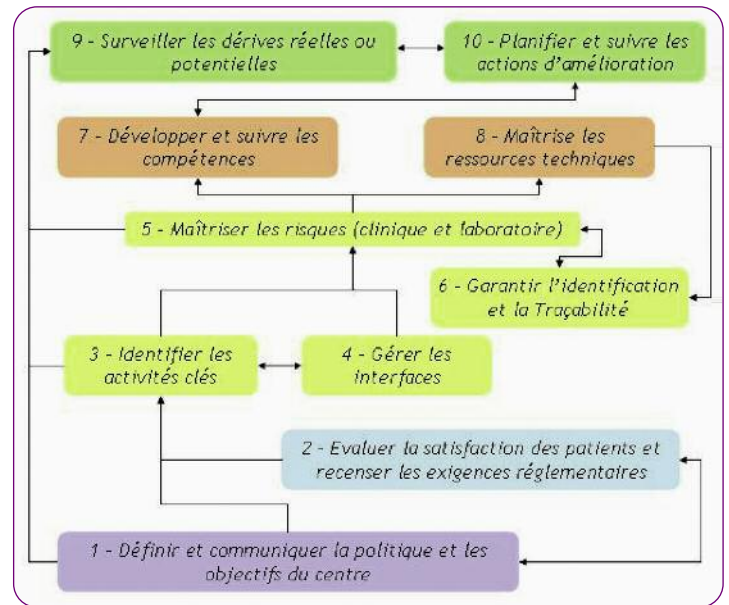 9 - Surveiller les dérives réelles ou
potentielles
10 - Planifier et suivre les
actions d'amélioration
7 - Développer et suivre les
compétences
8 - Maîtrise les
ressources techniques
5 - Maîtriser les risques (clinique et laboratoire)
6 - Garantir l'identification
et la Traçabilité
3 - Identifier les
activités clés
4 - Gérer les
interfaces
2 - Evaluer la satisfaction des patients et
recenser les exigences réglementaires
1 - Définir et communiquer la politique et les
objectifs du centre